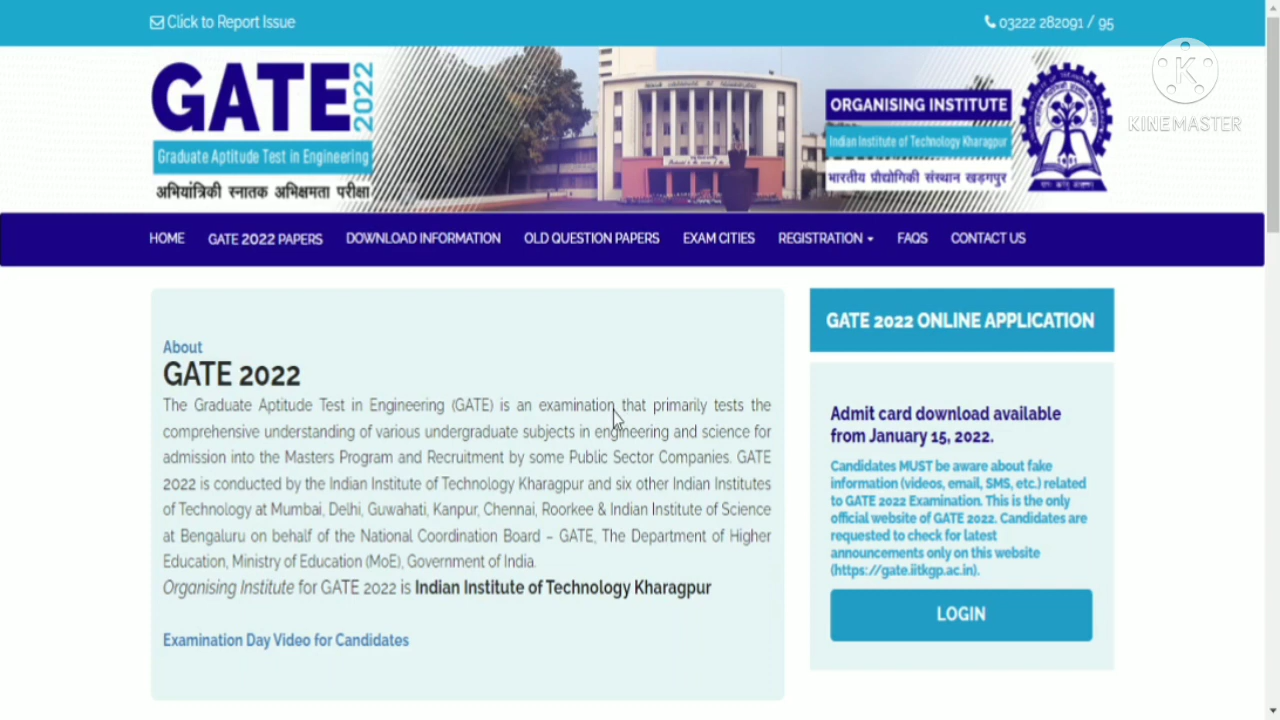 Click to Report Issue
03222 282091 / 95
GATE 2022
Graduate Aptitude Test in Engineering
अभियांत्रिकी स्नातक अभिक्षमता परीक्षा
ORGANISING INSTITUTE
Indian Institute of Technology Kharagpur
भारतीय प्रौद्योगिकी संस्थान खड़गपुर
K
KINEMASTER
HOME GATE 2022 PAPERS DOWNLOAD INFORMATION OLD QUESTION PAPERS EXAM CITIES REGISTRATION FAQS CONTACT US
About
GATE 2022
The Graduate Aptitude Test in Engineering (GATE) is an examination that primarily tests the
comprehensive understanding of various undergraduate subjects in engineering and science for
admission into the Masters Program and Recruitment by some Public Sector Companies. GATE
2022 is conducted by the Indian Institute of Technology Kharagpur and six other Indian Institutes
of Technology at Mumbai, Delhi, Guwahati, Kanpur, Chennai, Roorkee & Indian Institute of Science
at Bengaluru on behalf of the National Coordination Board – GATE, The Department of Higher
Education, Ministry of Education (MoE), Government of India.
Organising Institute for GATE 2022 is Indian Institute of Technology Kharagpur
Examination Day Video for Candidates
GATE 2022 ONLINE APPLICATION
Admit card download available
from January 15, 2022.
Candidates MUST be aware about fake
information (videos, email, SMS, etc.) related
to GATE 2022 Examination. This is the only
official website of GATE 2022. Candidates are
requested to check for latest
announcements only on this website
(https://gate.iitkgp.ac.in).
LOGIN